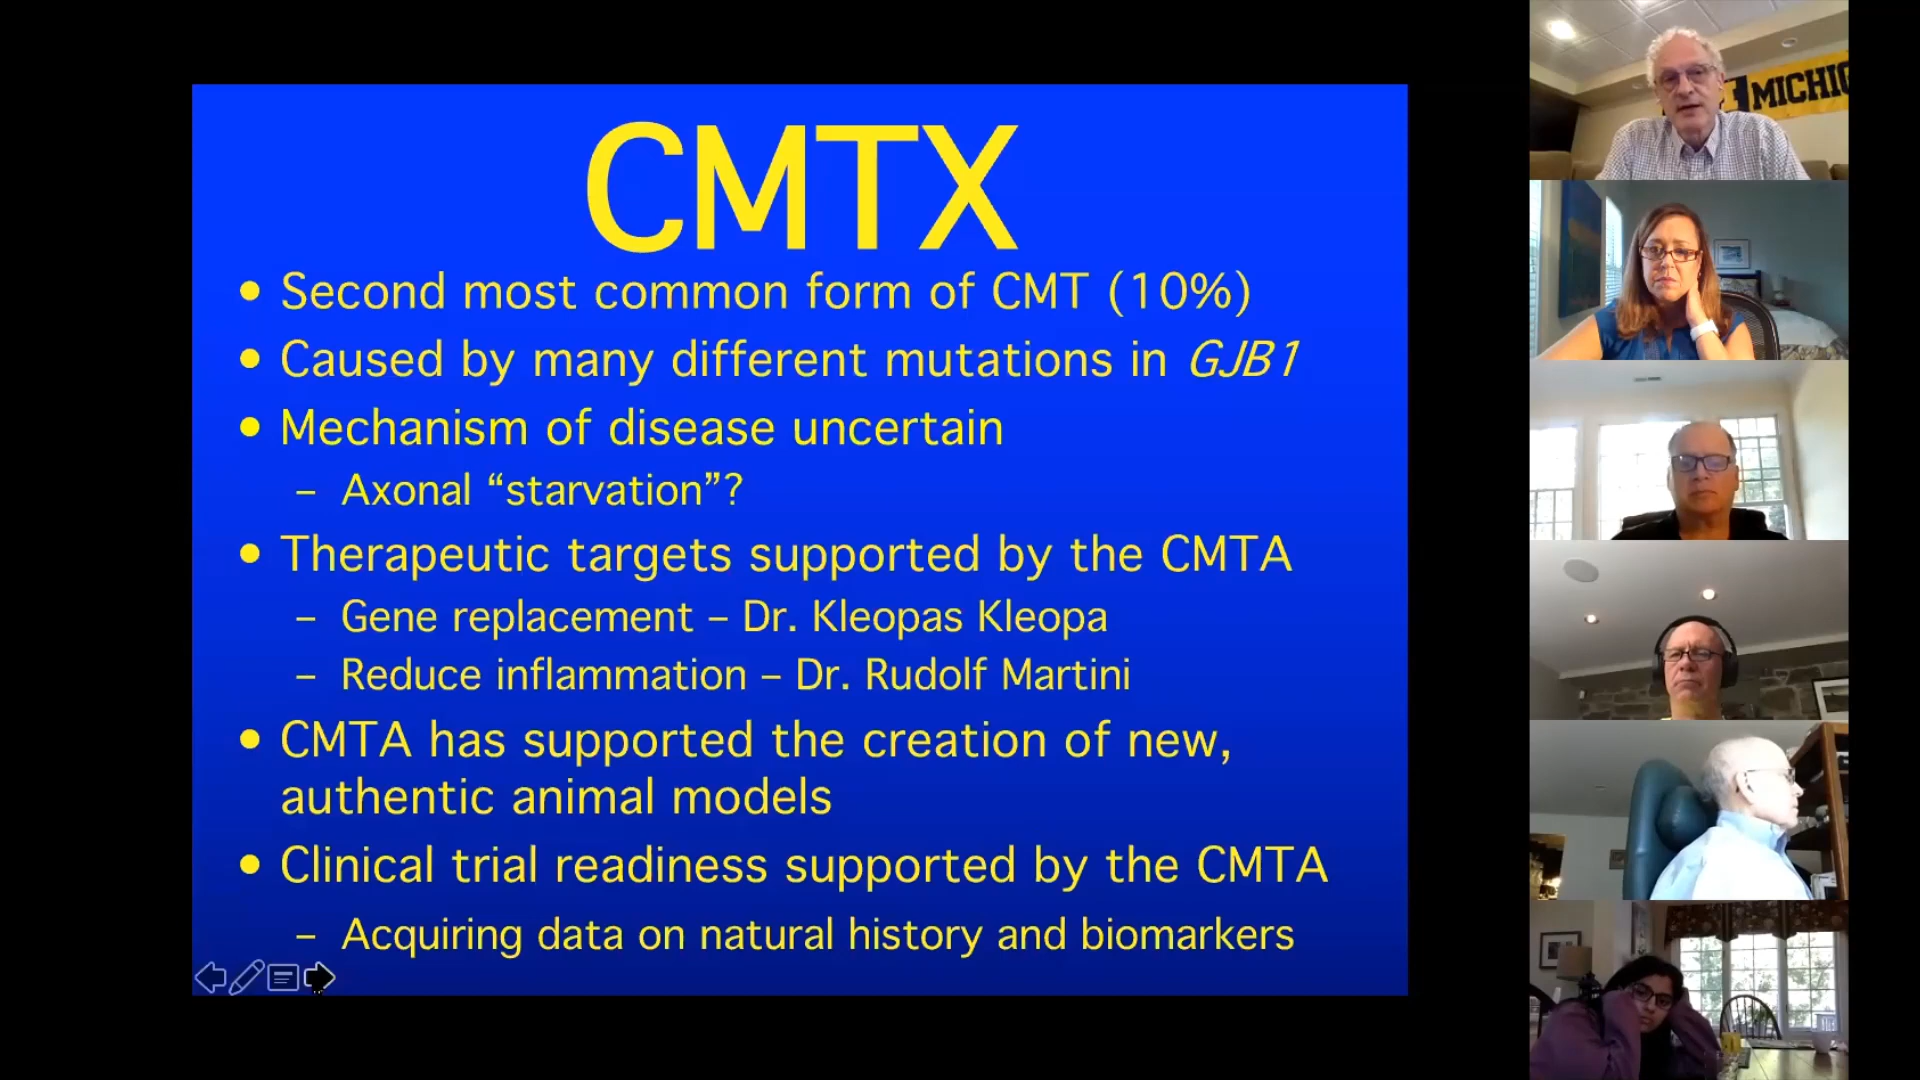 CMTX
• Second most common form of CMT (10%)
• Caused by many different mutations in GJB1
• Mechanism of disease uncertain
– Axonal “starvation”?
• Therapeutic targets supported by the CMTA
– Gene replacement – Dr. Kleopas Kleopa
– Reduce inflammation – Dr. Rudolf Martini
• CMTA has supported the creation of new,
authentic animal models
• Clinical trial readiness supported by the CMTA
– Acquiring data on natural history and biomarkers
MICHIG